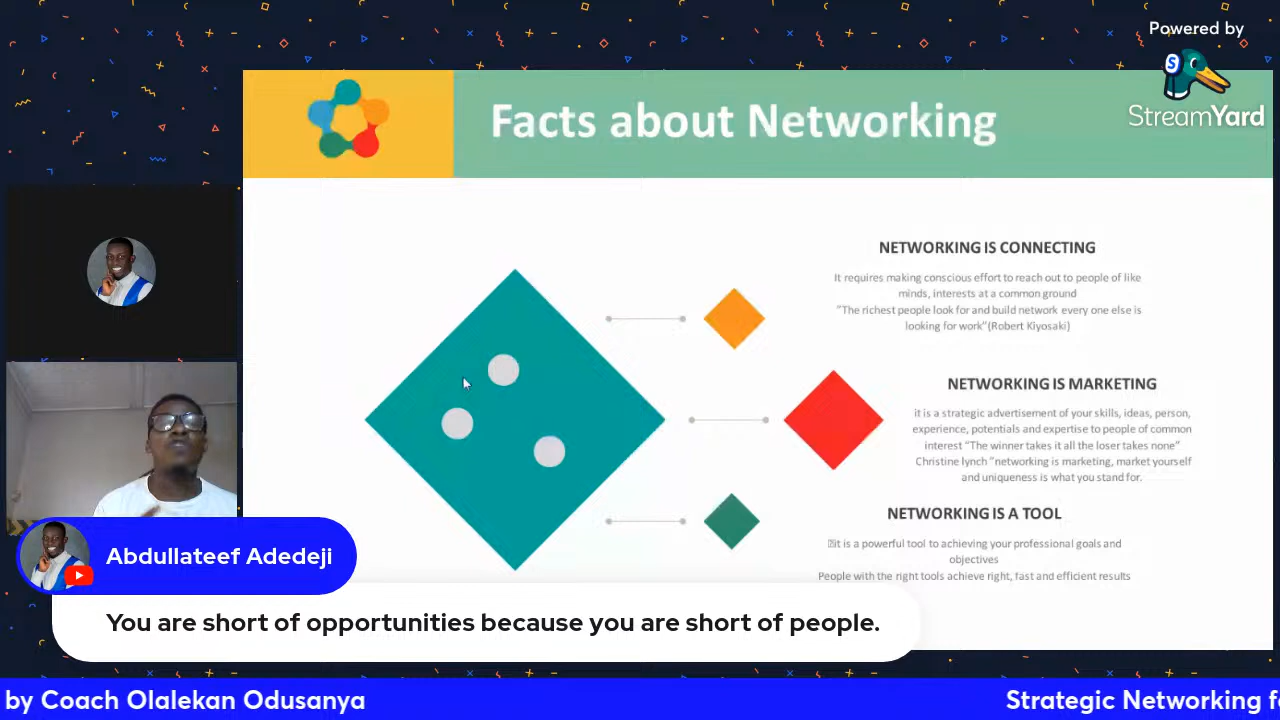 Powered by
S
StreamYard
Facts about Networking
NETWORKING IS CONNECTING
It requires making conscious effort to reach out to people of like
minds, interests at a common ground
"The richest people look for and build network every one else is
looking for work"(Robert Kiyosaki)
NETWORKING IS MARKETING
it is a strategic advertisement of your skills, ideas, person,
experience, potentials and expertise to people of common
interest "The winner takes it all the loser takes none"
Christine lynch "networking is marketing, market yourself
and uniqueness is what you stand for.
NETWORKING IS A TOOL
it is a powerful tool to achieving your professional goals and
objectives
People with the right tools achieve right, fast and efficient results
Abdullateef Adedeji
You are short of opportunities because you are short of people.
by Coach Olalekan Odusanya
Strategic Networking f